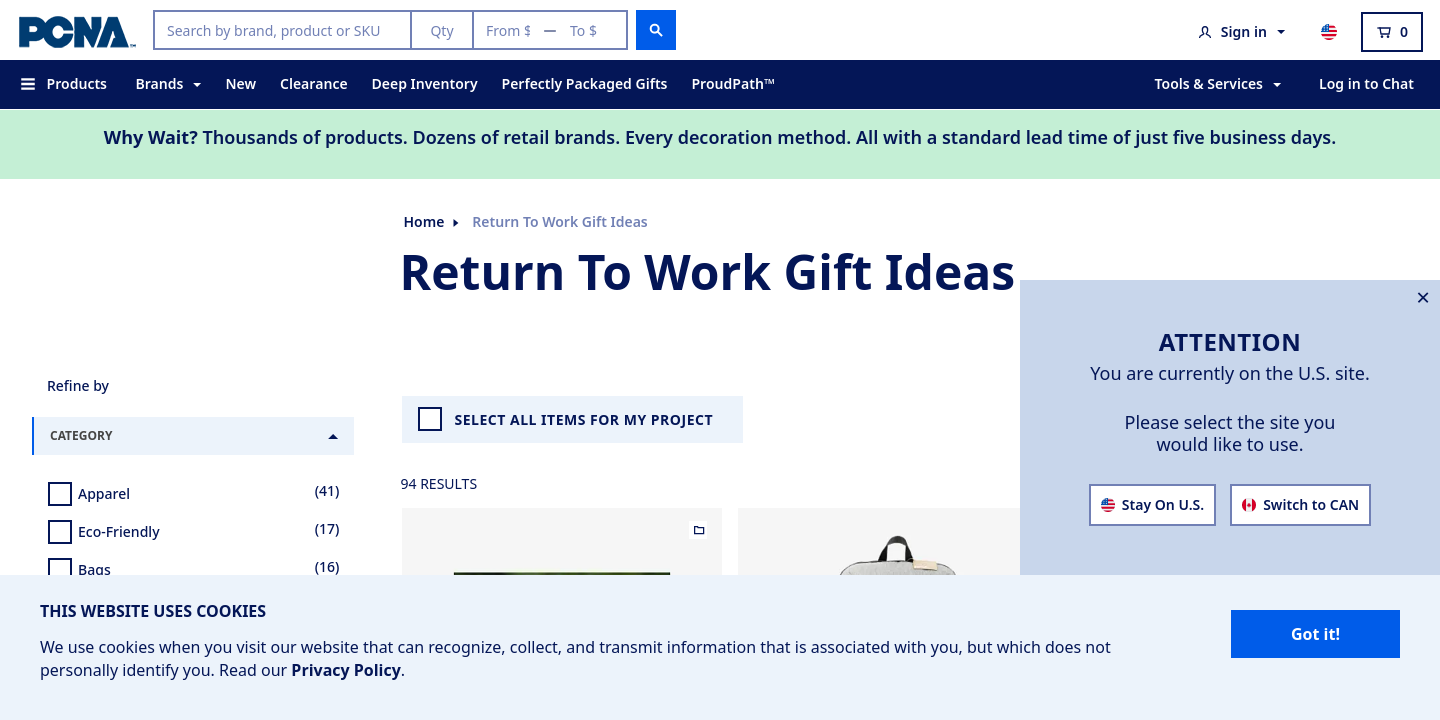 PCNA™
Search by brand, product or SKU
Qty
From $ — To $
Sign in
0
Products
Brands
New
Clearance
Deep Inventory
Perfectly Packaged Gifts
ProudPath™
Tools & Services
Log in to Chat
Why Wait? Thousands of products. Dozens of retail brands. Every decoration method. All with a standard lead time of just five business days.
Home
Return To Work Gift Ideas
Return To Work Gift Ideas
Refine by
CATEGORY
Apparel (41)
Eco-Friendly (17)
Bags (16)
SELECT ALL ITEMS FOR MY PROJECT
94 RESULTS
ATTENTION
You are currently on the U.S. site.
Please select the site you
would like to use.
Stay On U.S.
Switch to CAN
THIS WEBSITE USES COOKIES
We use cookies when you visit our website that can recognize, collect, and transmit information that is associated with you, but which does not
personally identify you. Read our Privacy Policy.
Got it!